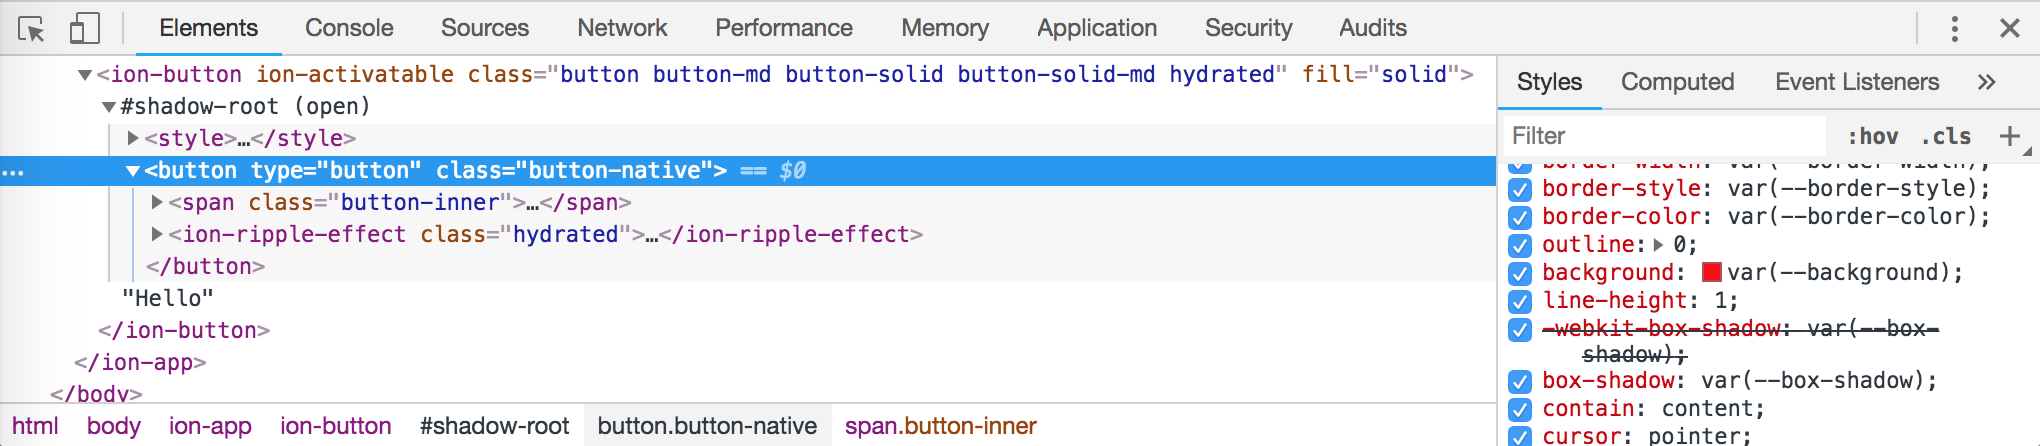 Elements Console Sources Network Performance Memory Application Security Audits
<ion-button ion-activatable class="button button-md button-solid button-solid-md hydrated" fill="solid">
#shadow-root (open)
<style>…</style>
… <button type="button" class="button-native"> == $0
<span class="button-inner">…</span>
<ion-ripple-effect class="hydrated">…</ion-ripple-effect>
</button>
"Hello"
</ion-button>
</ion-app>
</body>
html body ion-app ion-button #shadow-root button.button-native span.button-inner
Styles Computed Event Listeners »
Filter :hov .cls +
border-width: var(--border-width);
border-style: var(--border-style);
border-color: var(--border-color);
outline: 0;
background: var(--background);
line-height: 1;
-webkit-box-shadow: var(--box-
shadow);
box-shadow: var(--box-shadow);
contain: content;
cursor: pointer;